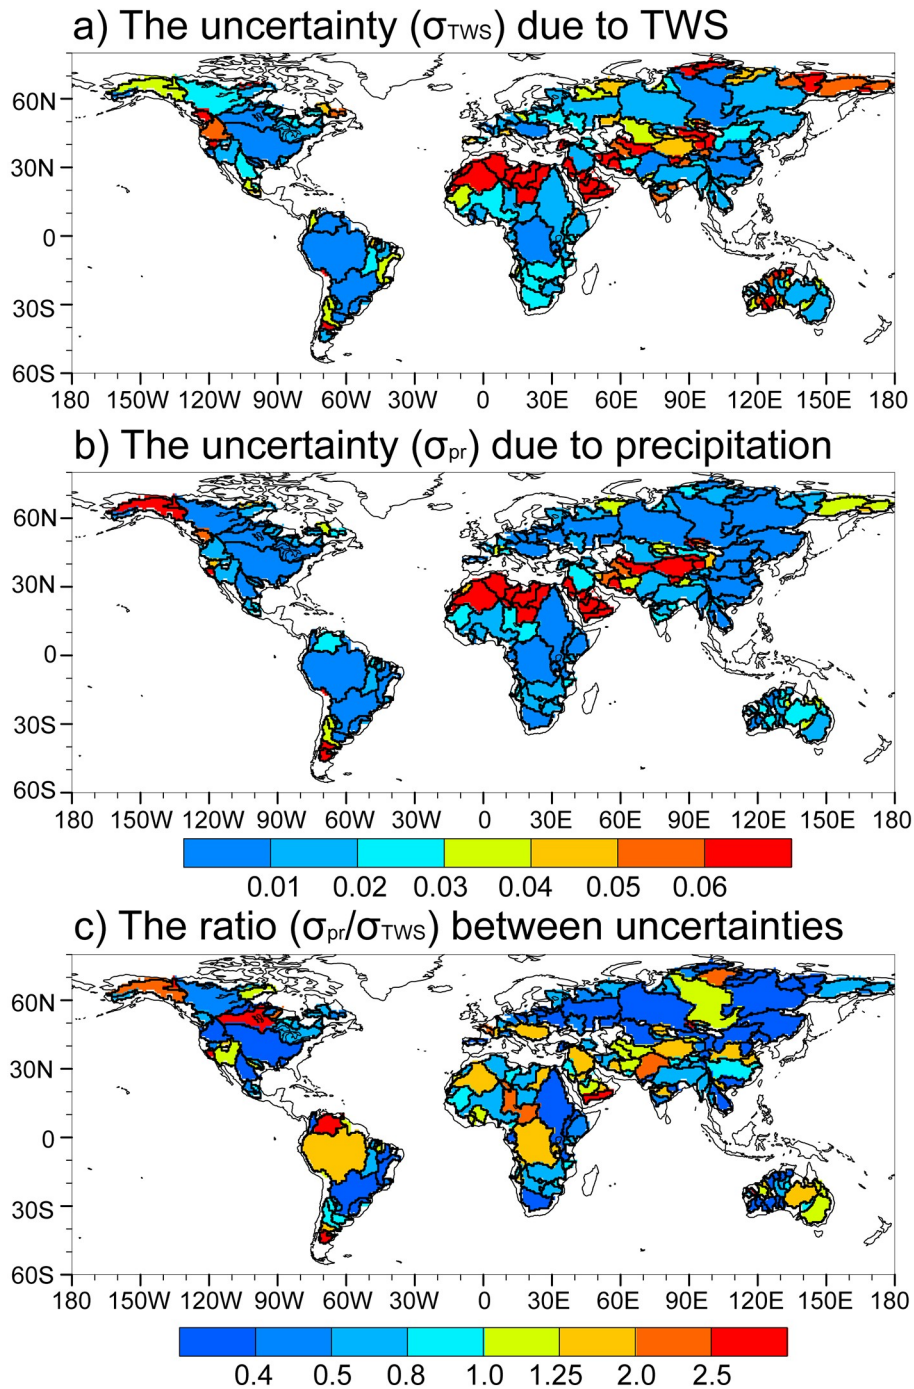 a) The uncertainty (σTWS) due to TWS
60N
30N
0
30S
60S
180 150W 120W 90W 60W 30W 0 30E 60E 90E 120E 150E 180
b) The uncertainty (σpr) due to precipitation
60N
30N
0
30S
60S
180 150W 120W 90W 60W 30W 0 30E 60E 90E 120E 150E 180
0.01 0.02 0.03 0.04 0.05 0.06
c) The ratio (σpr/σTWS) between uncertainties
60N
30N
0
30S
60S
180 150W 120W 90W 60W 30W 0 30E 60E 90E 120E 150E 180
0.4 0.5 0.8 1.0 1.25 2.0 2.5